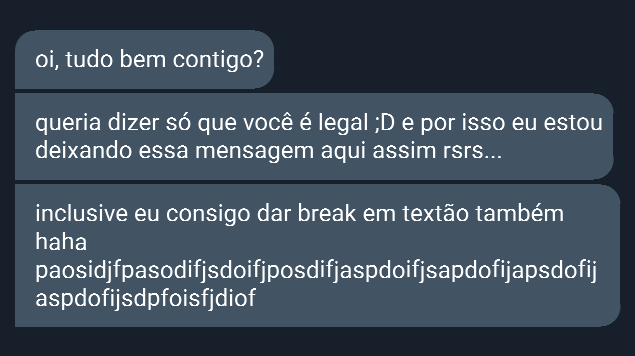 oi, tudo bem contigo?
queria dizer só que você é legal ;D e por isso eu estou
deixando essa mensagem aqui assim rsrs...
inclusive eu consigo dar break em textão também
haha
paosidjfpasodifjsdoifjposdifjaspdoifjsapdofijapsdofij
aspdofijsdpfoisfjdiof